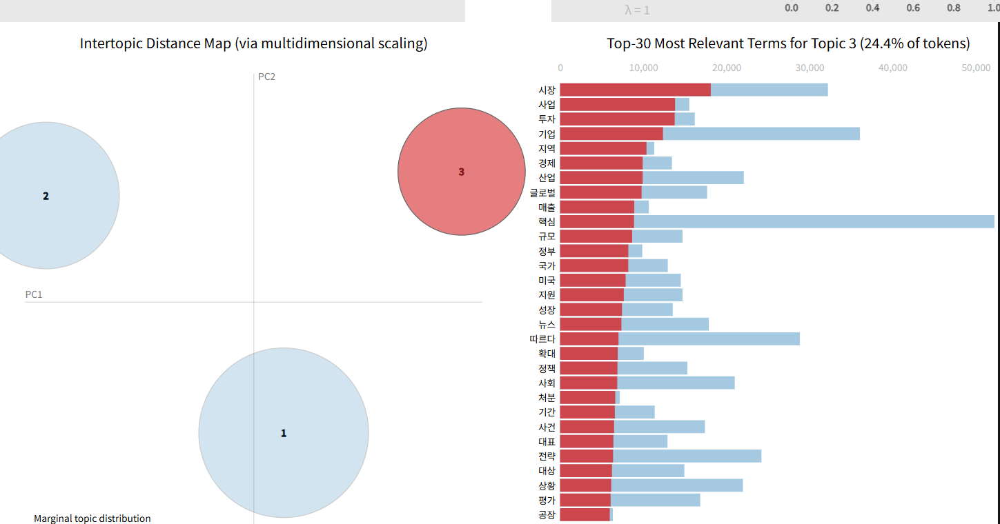 λ = 1
0.0 0.2 0.4 0.6 0.8 1.0
Intertopic Distance Map (via multidimensional scaling)
PC2
2
3
PC1
1
Marginal topic distribution
Top-30 Most Relevant Terms for Topic 3 (24.4% of tokens)
0 10,000 20,000 30,000 40,000 50,000
시장
사업
투자
기업
지역
경제
산업
글로벌
매출
핵심
규모
정부
국가
미국
지원
성장
뉴스
따르다
확대
정책
사회
처분
기간
사건
대표
전략
대상
상황
평가
공장